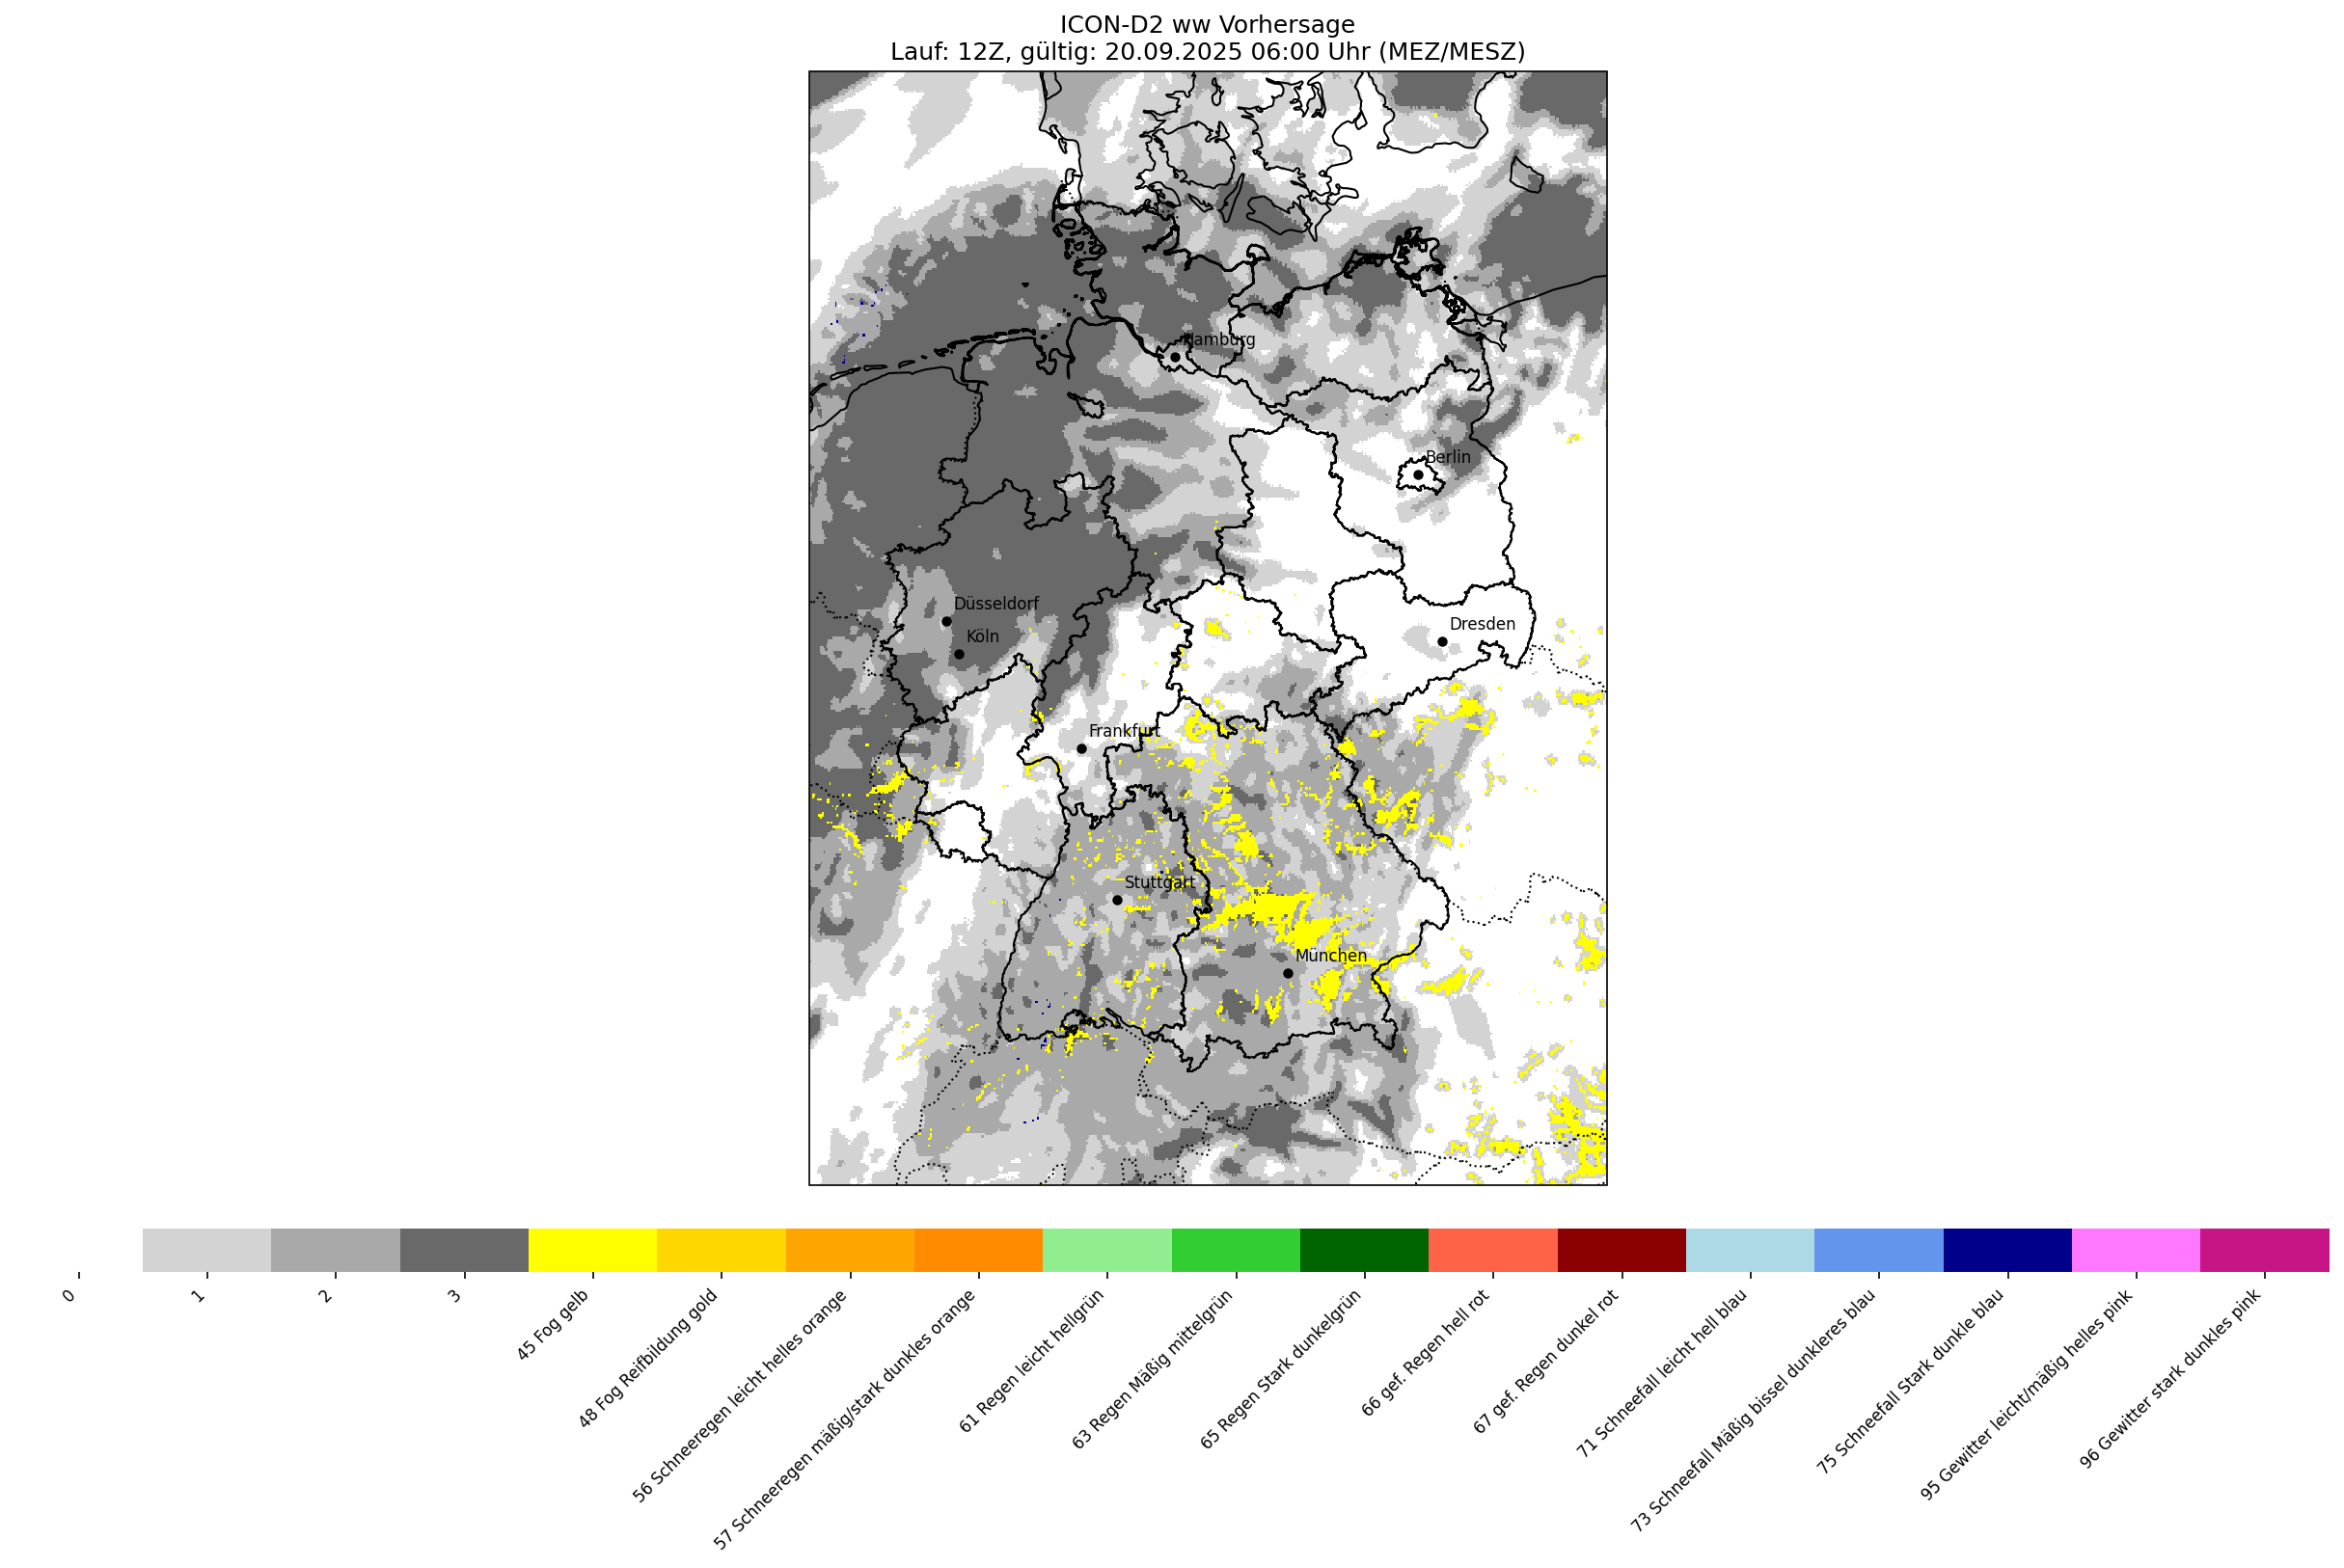 ICON-D2 ww Vorhersage
Lauf: 12Z, gültig: 20.09.2025 06:00 Uhr (MEZ/MESZ)
Hamburg
Berlin
Düsseldorf
Dresden
Köln
Frankfurt
Stuttgart
München
0
1
2
3
45 Fog gelb
48 Fog Reifbildung gold
56 Schneeregen leicht helles orange
57 Schneeregen mäßig/stark dunkles orange
61 Regen leicht hellgrün
63 Regen Mäßig mittelgrün
65 Regen Stark dunkelgrün
66 gef. Regen hell rot
67 gef. Regen dunkel rot
71 Schneefall leicht hell blau
73 Schneefall Mäßig bissel dunkleres blau
75 Schneefall Stark dunkle blau
95 Gewitter leicht/mäßig helles pink
96 Gewitter stark dunkles pink